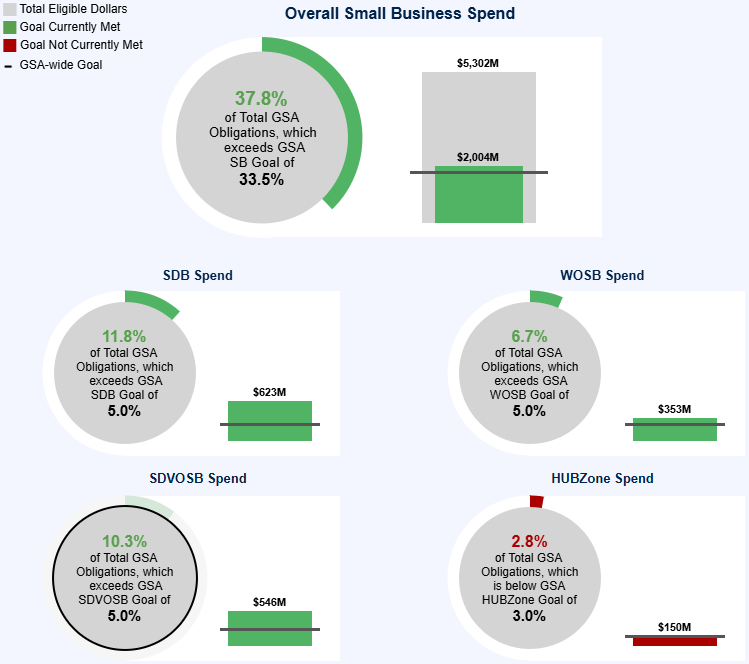 Total Eligible Dollars
Goal Currently Met
Goal Not Currently Met
GSA-wide Goal
Overall Small Business Spend
37.8%
of Total GSA
Obligations, which
exceeds GSA
SB Goal of
33.5%
$5,302M
$2,004M
SDB Spend
11.8%
of Total GSA
Obligations, which
exceeds GSA
SDB Goal of
5.0%
$623M
WOSB Spend
6.7%
of Total GSA
Obligations, which
exceeds GSA
WOSB Goal of
5.0%
$353M
SDVOSB Spend
10.3%
of Total GSA
Obligations, which
exceeds GSA
SDVOSB Goal of
5.0%
$546M
HUBZone Spend
2.8%
of Total GSA
Obligations, which
is below GSA
HUBZone Goal of
3.0%
$150M